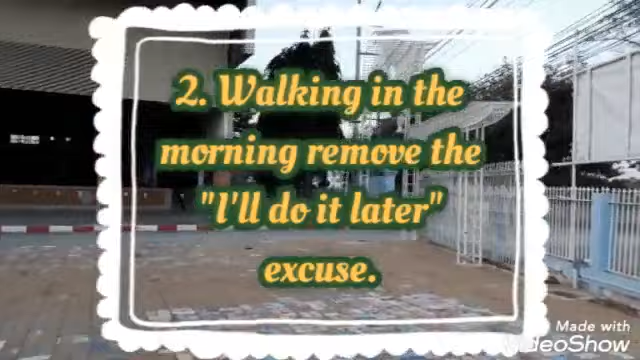 2. Walking in the
morning remove the
"I'll do it later"
excuse.
Made with
VideoShow